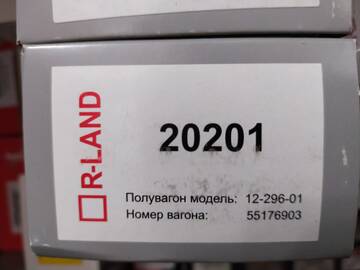 R-LAND
20201
Полувагон модель: 12-296-01
Номер вагона: 55176903